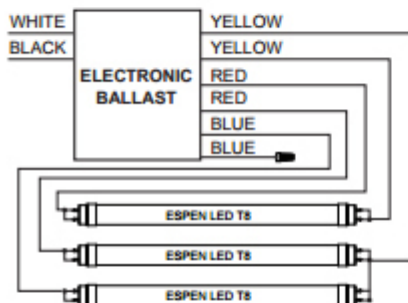 WHITE
BLACK
ELECTRONIC
BALLAST
YELLOW
YELLOW
RED
RED
BLUE
BLUE
ESPEN LED T8
ESPEN LED T8
ESPEN LED T8